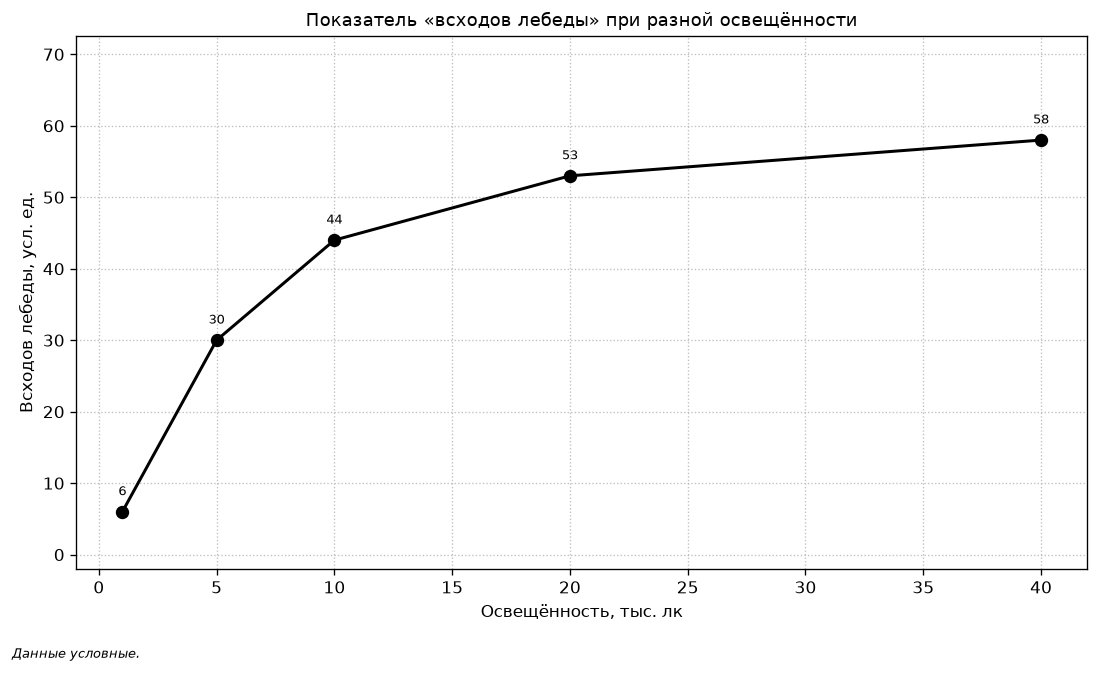 Показатель «всходов лебеды» при разной освещённости
Всходов лебеды, усл. ед.
70
60
50
40
30
20
10
0
6
30
44
53
58
0 5 10 15 20 25 30 35 40
Освещённость, тыс. лк
Данные условные.